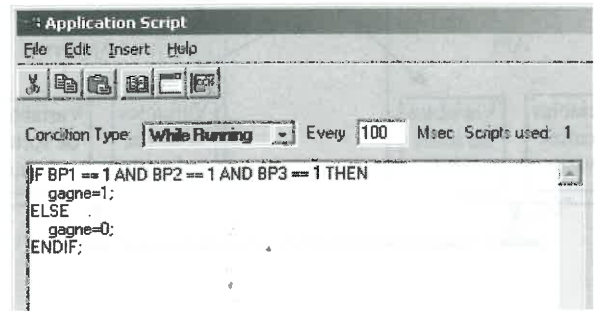 Application Script
File Edit Insert Help
Condition Type: While Running Every 100 Msec Scripts used: 1
IF BP1 == 1 AND BP2 == 1 AND BP3 == 1 THEN
gagne=1;
ELSE
gagne=0;
ENDIF;